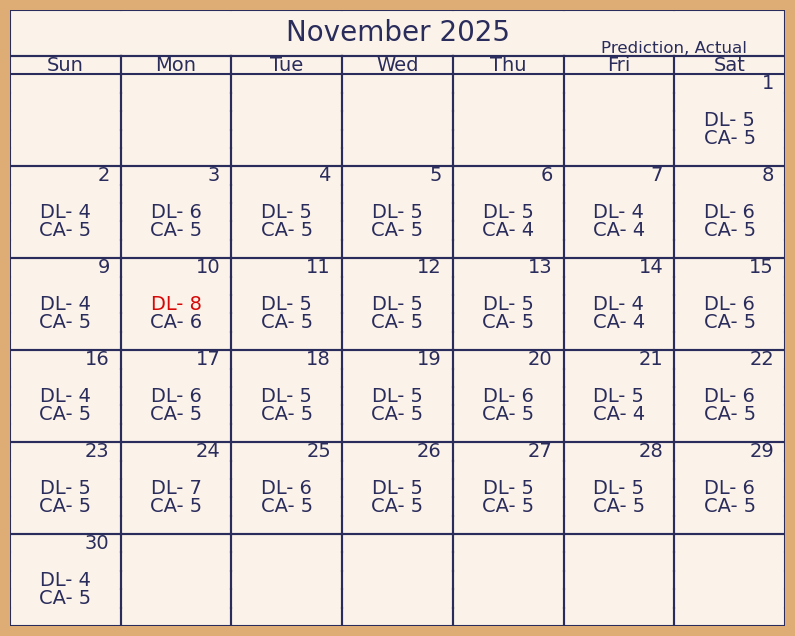 November 2025
Prediction, Actual
Sun Mon Tue Wed Thu Fri Sat
1
DL- 5
CA- 5
2 3 4 5 6 7 8
DL- 4 DL- 6 DL- 5 DL- 5 DL- 5 DL- 4 DL- 6
CA- 5 CA- 5 CA- 5 CA- 5 CA- 4 CA- 4 CA- 5
9 10 11 12 13 14 15
DL- 4 DL- 8 DL- 5 DL- 5 DL- 5 DL- 4 DL- 6
CA- 5 CA- 6 CA- 5 CA- 5 CA- 5 CA- 4 CA- 5
16 17 18 19 20 21 22
DL- 4 DL- 6 DL- 5 DL- 5 DL- 6 DL- 5 DL- 6
CA- 5 CA- 5 CA- 5 CA- 5 CA- 5 CA- 4 CA- 5
23 24 25 26 27 28 29
DL- 5 DL- 7 DL- 6 DL- 5 DL- 5 DL- 5 DL- 6
CA- 5 CA- 5 CA- 5 CA- 5 CA- 5 CA- 5 CA- 5
30
DL- 4
CA- 5